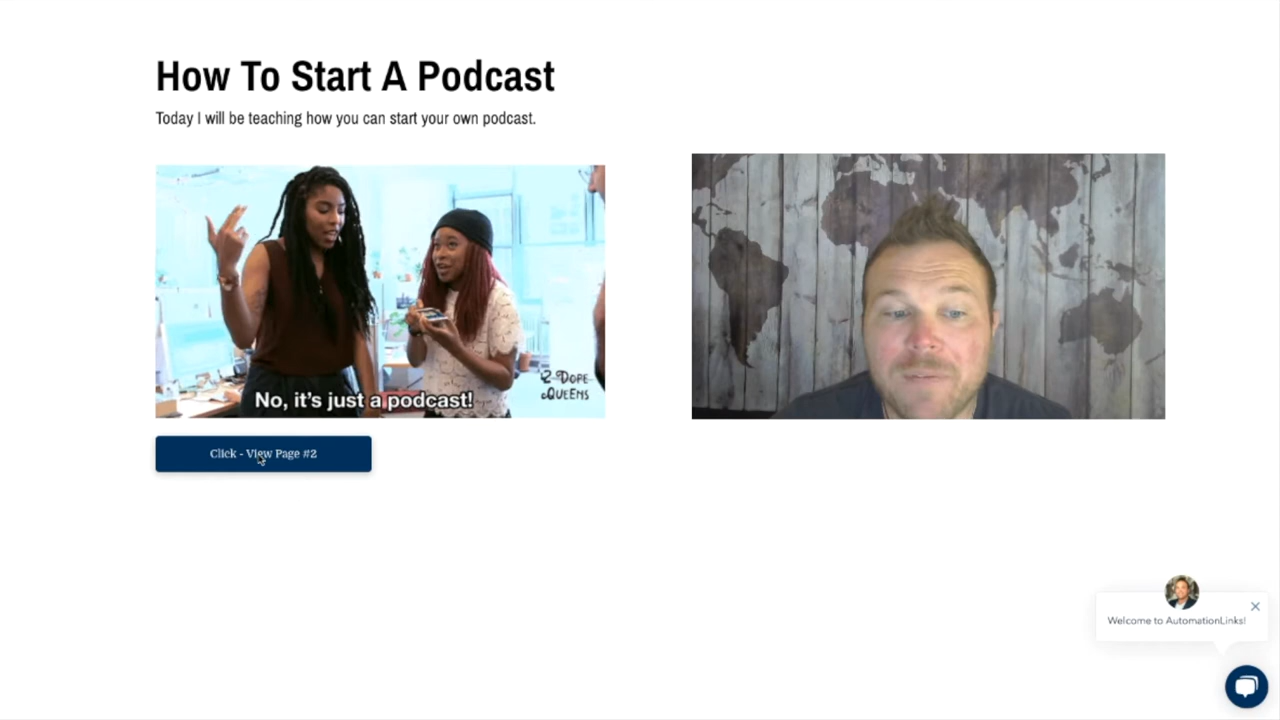 How To Start A Podcast
Today I will be teaching how you can start your own podcast.
No, it's just a podcast!
2 DOPE
QUEENS
Click - View Page #2
Welcome to AutomationLinks!